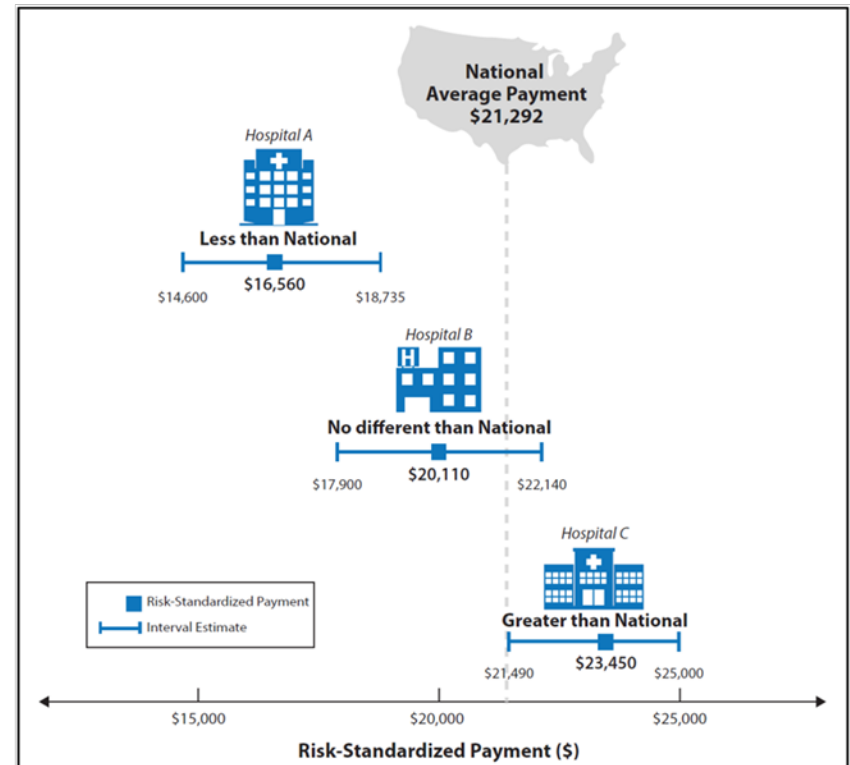 National
Average Payment
$21,292
Hospital A
Less than National
$16,560
$14,600
$18,735
Hospital B
H
No different than National
$20,110
$17,900
$22,140
Hospital C
Greater than National
$23,450
$21,490
$25,000
Risk-Standardized Payment
Interval Estimate
$15,000
$20,000
$25,000
Risk-Standardized Payment ($)